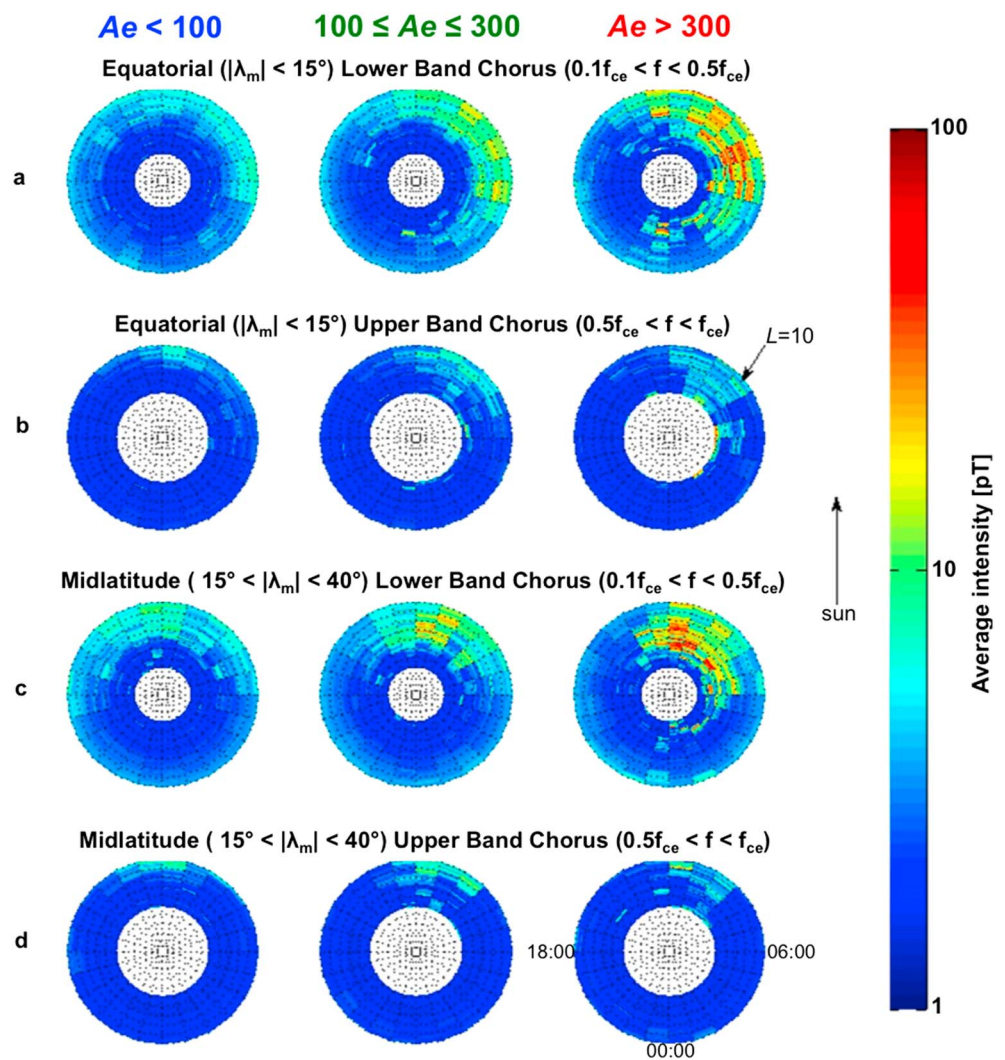 Ae < 100 100 ≤ Ae ≤ 300 Ae > 300
Equatorial (|λm| < 15°) Lower Band Chorus (0.1fce < f < 0.5fce)
a
100
Equatorial (|λm| < 15°) Upper Band Chorus (0.5fce < f < fce)
L=10
b
Average intensity [pT]
10
Midlatitude ( 15° < |λm| < 40°) Lower Band Chorus (0.1fce < f < 0.5fce)
sun
c
Midlatitude ( 15° < |λm| < 40°) Upper Band Chorus (0.5fce < f < fce)
d
18:00 06:00
1
00:00